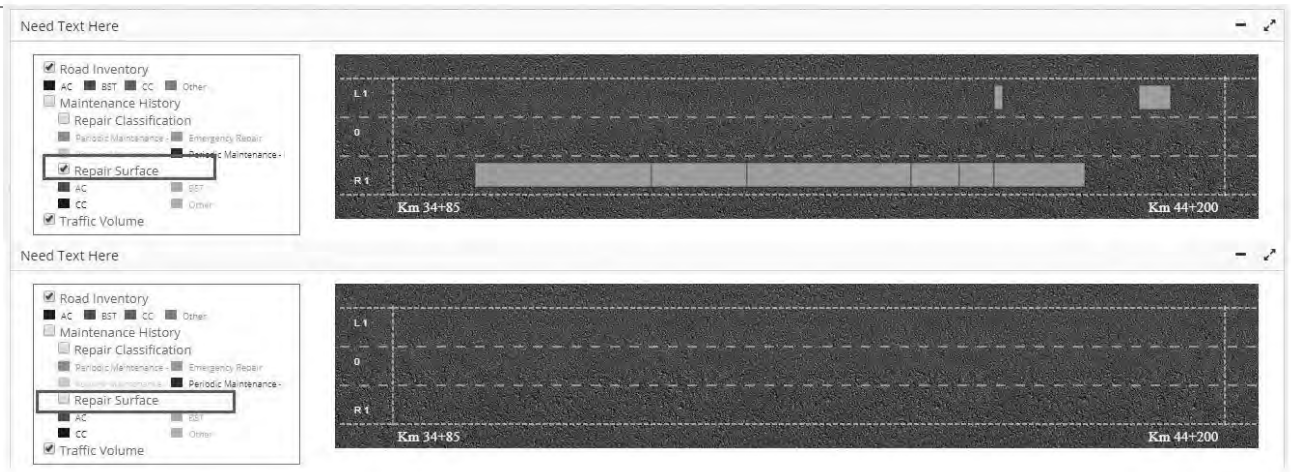 Need Text Here
Road Inventory
AC BST CC Other
Maintenance History
Repair Classification
Periodic Maintenance - Emergency Repair
Periodic Maintenance -
Repair Surface
AC BST
CC Other
Traffic Volume
L1
0
R1
Km 34+85 Km 44+200
Need Text Here
Road Inventory
AC BST CC Other
Maintenance History
Repair Classification
Periodic Maintenance - Emergency Repair
Periodic Maintenance -
Repair Surface
AC BST
CC Other
Traffic Volume
L1
0
R1
Km 34+85 Km 44+200